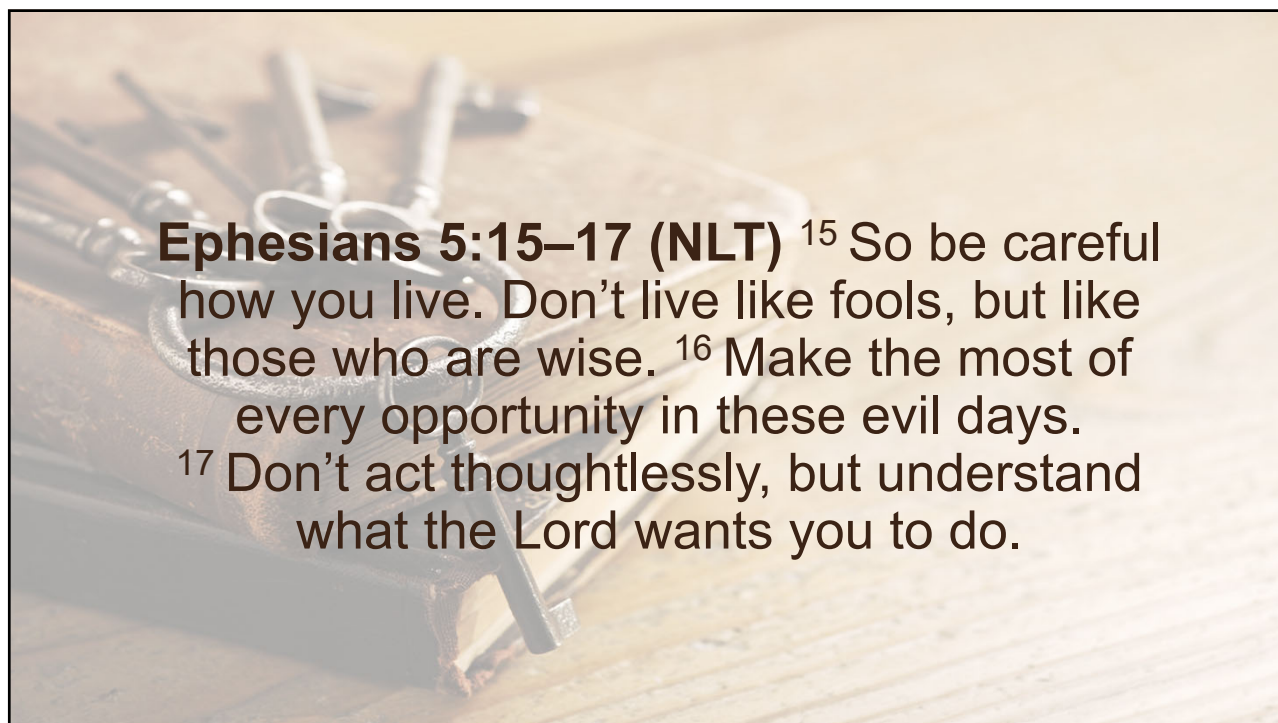 Ephesians 5:15–17 (NLT) 15 So be careful
how you live. Don’t live like fools, but like
those who are wise. 16 Make the most of
every opportunity in these evil days.
17 Don’t act thoughtlessly, but understand
what the Lord wants you to do.